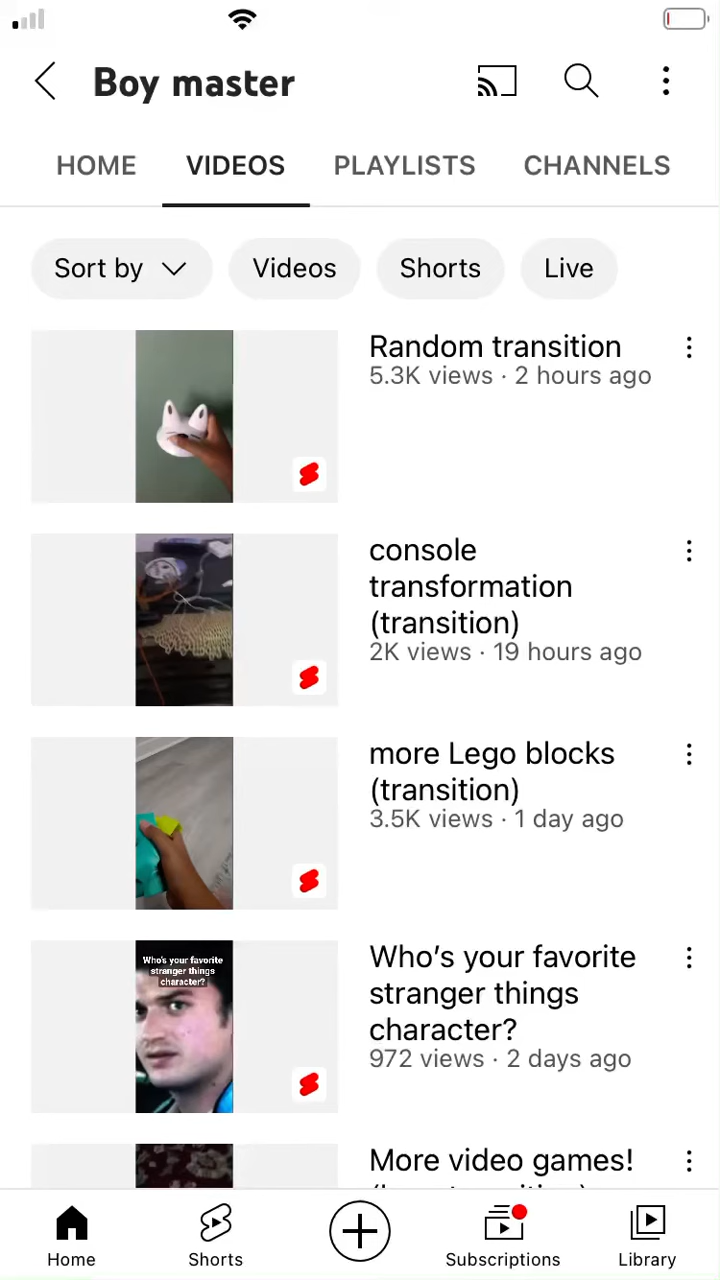 Boy master
HOME VIDEOS PLAYLISTS CHANNELS
Sort by Videos Shorts Live
Random transition
5.3K views · 2 hours ago
console
transformation
(transition)
2K views · 19 hours ago
more Lego blocks
(transition)
3.5K views · 1 day ago
Who's your favorite
stranger things
character?
Who's your favorite
stranger things
character?
972 views · 2 days ago
More video games!
Home Shorts Subscriptions Library